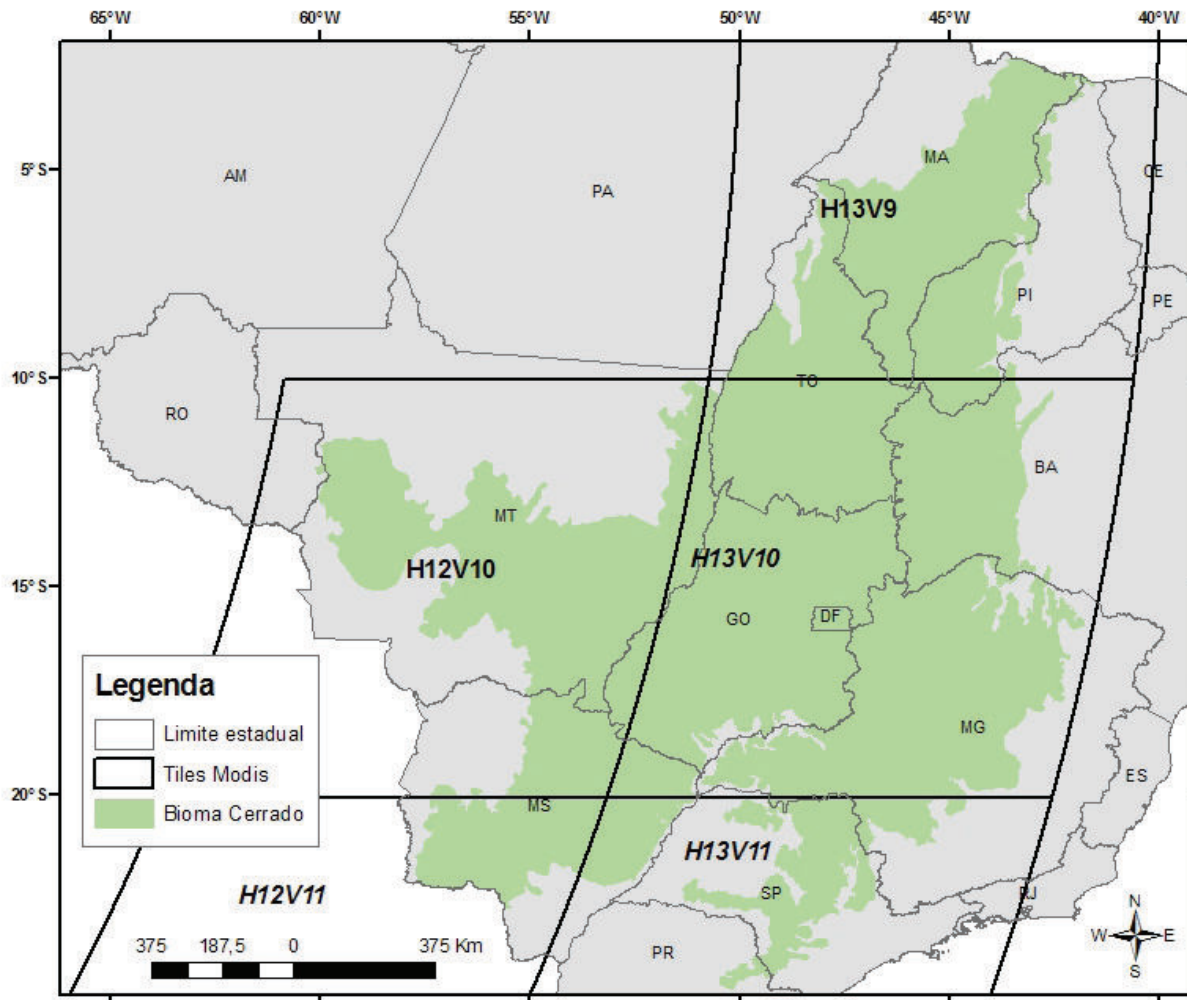 65°W 60°W 55°W 50°W 45°W 40°W
5°S
10°S
15°S
20°S
AM
PA
MA
CE
H13V9
PI
PE
TO
RO
BA
MT
H12V10
H13V10
GO
DF
MG
ES
MS
H13V11
H12V11
SP
RJ
PR
Legenda
Limite estadual
Tiles Modis
Bioma Cerrado
375 187,5 0 375 Km
N
W E
S